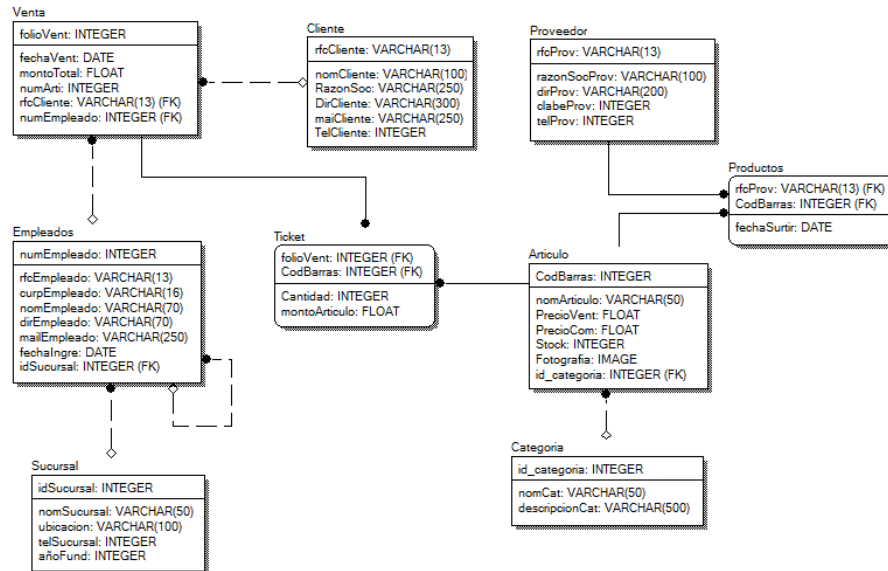 Venta
folioVent: INTEGER
fechaVent: DATE
montoTotal: FLOAT
numArti: INTEGER
rfcCliente: VARCHAR(13) (FK)
numEmpleado: INTEGER (FK)
Cliente
rfcCliente: VARCHAR(13)
nomCliente: VARCHAR(100)
RazonSoc: VARCHAR(250)
DirCliente: VARCHAR(300)
maiCliente: VARCHAR(250)
TelCliente: INTEGER
Proveedor
rfcProv: VARCHAR(13)
razonSocProv: VARCHAR(100)
dirProv: VARCHAR(200)
clabeProv: INTEGER
telProv: INTEGER
Productos
rfcProv: VARCHAR(13) (FK)
CodBarras: INTEGER (FK)
fechaSurtir: DATE
Empleados
numEmpleado: INTEGER
rfcEmpleado: VARCHAR(13)
curpEmpleado: VARCHAR(16)
nomEmpleado: VARCHAR(70)
dirEmpleado: VARCHAR(70)
mailEmpleado: VARCHAR(250)
fechaIngre: DATE
idSucursal: INTEGER (FK)
Ticket
folioVent: INTEGER (FK)
CodBarras: INTEGER (FK)
Cantidad: INTEGER
montoArticulo: FLOAT
Articulo
CodBarras: INTEGER
nomArticulo: VARCHAR(50)
PrecioVent: FLOAT
PrecioCom: FLOAT
Stock: INTEGER
Fotografia: IMAGE
id_categoria: INTEGER (FK)
Sucursal
idSucursal: INTEGER
nomSucursal: VARCHAR(50)
ubicacion: VARCHAR(100)
telSucursal: INTEGER
añoFund: INTEGER
Categoria
id_categoria: INTEGER
nomCat: VARCHAR(50)
descripcionCat: VARCHAR(500)